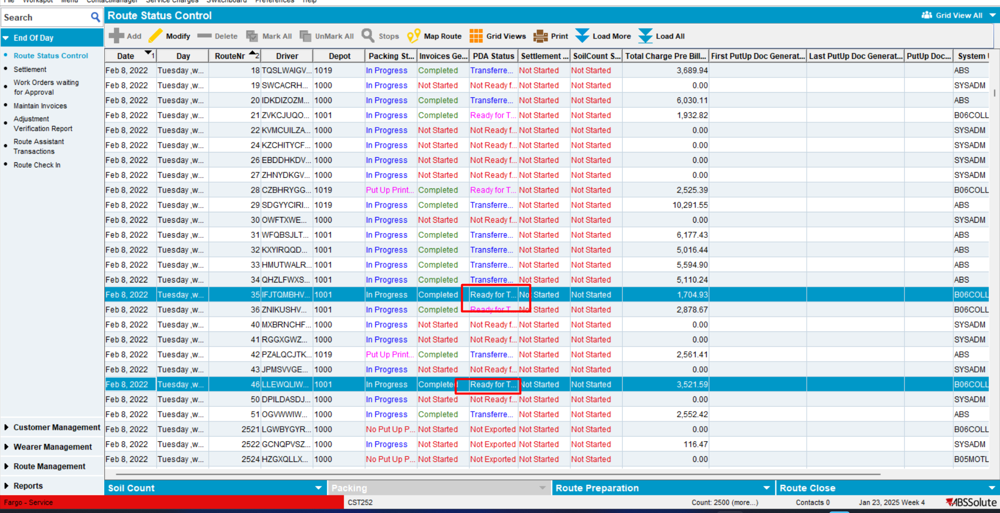 File Workspot Menu ContactManager Service Charges Switchboard Preferences Help
Search
Route Status Control
Grid View All
End Of Day
Add Modify Delete Mark All UnMark All Stops Map Route Grid Views Print Load More Load All
Route Status Control
Settlement
Work Orders waiting
for Approval
Maintain Invoices
Adjustment
Verification Report
Route Assistant
Transactions
Route Check In
Customer Management
Wearer Management
Route Management
Reports
Date 1 Day RouteNr 2 Driver Depot Packing St... Invoices Ge... PDA Status Settlement ... SoilCount S... Total Charge Pre Bill... First PutUp Doc Generat... Last PutUp Doc Generat... PutUp Doc... System
Feb 8, 2022 Tuesday ,w... 18 TQSLWAIGV... 1019 In Progress Completed Transferre... Not Started Not Started 3,689.94 ABS
Feb 8, 2022 Tuesday ,w... 19 SWCACRH... 1000 In Progress Not Started Not Ready f... Not Started Not Started 0.00 SYSADM
Feb 8, 2022 Tuesday ,w... 20 IDKDIZOZM... 1000 In Progress Completed Transferre... Not Started Not Started 6,030.11 ABS
Feb 8, 2022 Tuesday ,w... 21 ZVKCJUQO... 1001 In Progress Completed Ready for T... Not Started Not Started 1,932.82 B06COLL
Feb 8, 2022 Tuesday ,w... 22 KVMCUILZA... 1000 In Progress Not Started Not Ready f... Not Started Not Started 0.00 SYSADM
Feb 8, 2022 Tuesday ,w... 24 KZCHITYCF... 1000 In Progress Not Started Not Ready f... Not Started Not Started 0.00 SYSADM
Feb 8, 2022 Tuesday ,w... 26 EBDDHKDV... 1000 In Progress Not Started Not Ready f... Not Started Not Started 0.00 SYSADM
Feb 8, 2022 Tuesday ,w... 27 ZHNYDKGV... 1000 In Progress Not Started Not Ready f... Not Started Not Started 0.00 SYSADM
Feb 8, 2022 Tuesday ,w... 28 CZBHRYGG... 1019 Put Up Print... Completed Ready for T... Not Started Not Started 2,525.39 B06COLL
Feb 8, 2022 Tuesday ,w... 29 SDGYYCIRI... 1019 In Progress Completed Transferre... Not Started Not Started 10,291.55 ABS
Feb 8, 2022 Tuesday ,w... 30 OWFTXWE... 1000 In Progress Not Started Not Ready f... Not Started Not Started 0.00 SYSADM
Feb 8, 2022 Tuesday ,w... 31 WFQBSJLT... 1001 In Progress Completed Transferre... Not Started Not Started 6,177.43 ABS
Feb 8, 2022 Tuesday ,w... 32 KXYIRQQD... 1001 In Progress Completed Transferre... Not Started Not Started 5,016.44 ABS
Feb 8, 2022 Tuesday ,w... 33 HMUTWALR... 1001 In Progress Completed Transferre... Not Started Not Started 5,594.90 ABS
Feb 8, 2022 Tuesday ,w... 34 QHZLFWXS... 1001 In Progress Completed Transferre... Not Started Not Started 5,110.24 ABS
Feb 8, 2022 Tuesday ,w... 35 IFJTQMBHV... 1001 In Progress Completed Ready for T... Not Started Not Started 1,704.93 B06COLL
Feb 8, 2022 Tuesday ,w... 36 ZNIKUSHV... 1001 In Progress Completed Ready for T... Not Started Not Started 2,878.67 B06COLL
Feb 8, 2022 Tuesday ,w... 40 MXBRNCHF... 1000 In Progress Not Started Not Ready f... Not Started Not Started 0.00 SYSADM
Feb 8, 2022 Tuesday ,w... 41 RGGXGWZ... 1000 In Progress Not Started Not Ready f... Not Started Not Started 0.00 SYSADM
Feb 8, 2022 Tuesday ,w... 42 PZALQCJTK... 1019 Put Up Print... Completed Transferre... Not Started Not Started 2,561.41 ABS
Feb 8, 2022 Tuesday ,w... 43 JPMSVVGE... 1000 In Progress Not Started Not Ready f... Not Started Not Started 0.00 SYSADM
Feb 8, 2022 Tuesday ,w... 46 LLEWQLIW... 1001 In Progress Completed Ready for T... Not Started Not Started 3,521.59 B06COLL
Feb 8, 2022 Tuesday ,w... 50 DPILDASDJ... 1000 In Progress Not Started Not Ready f... Not Started Not Started 0.00 SYSADM
Feb 8, 2022 Tuesday ,w... 51 OGVWWIW... 1000 In Progress Completed Transferre... Not Started Not Started 2,552.42 ABS
Feb 8, 2022 Tuesday ,w... 2521 LGWBYGYR... 1000 No Put Up P... Not Started Not Exported Not Started Not Started 0.00 B06COLL
Feb 8, 2022 Tuesday ,w... 2522 GCNQPVSZ... 1000 In Progress Not Started Not Exported Not Started Not Started 116.47 SYSADM
Feb 8, 2022 Tuesday ,w... 2524 HZGXQLLX... 1000 No Put Up P... Not Started Not Exported Not Started Not Started 0.00 B05MOTL
Soil Count Packing Route Preparation Route Close
Fargo - Service CST252 Count: 2500 (more...) Contacts 0 Jan 23, 2025 Week 4 ABSSolute